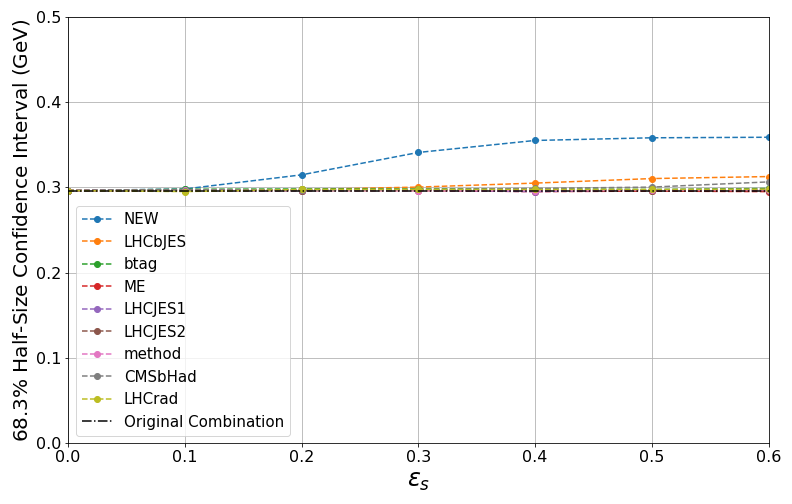 68.3% Half-Size Confidence Interval (GeV)
0.5
0.4
0.3
0.2
0.1
0.0
NEW
LHCbJES
btag
ME
LHCJES1
LHCJES2
method
CMSbHad
LHCrad
Original Combination
0.0 0.1 0.2 0.3 0.4 0.5 0.6
εs